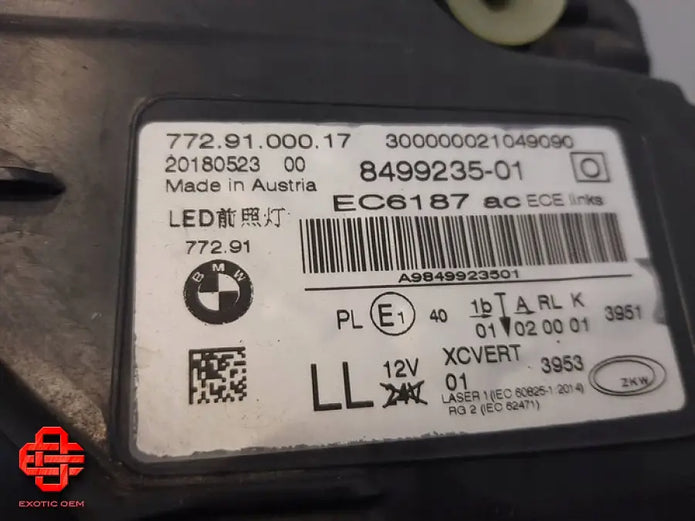 772.91.000.17 300000021049090
20180523 00 8499235-01
Made in Austria
EC6187 ac ECE links
LED前照灯
772.91
BMW
A9849923501
PL E1 40 1b A RL K 3951
01 02 00 01
LL 12V XCVERT 3953
24V 01
LASER 1 (IEC 60825-1:2014)
RG 2 (IEC 62471)
ZKW
EXOTIC OEM